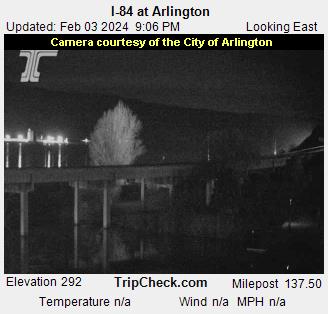 I-84 at Arlington
Updated: Feb 03 2024 9:06 PM Looking East
Camera courtesy of the City of Arlington
Elevation 292 TripCheck.com Milepost 137.50
Temperature n/a Wind n/a MPH n/a